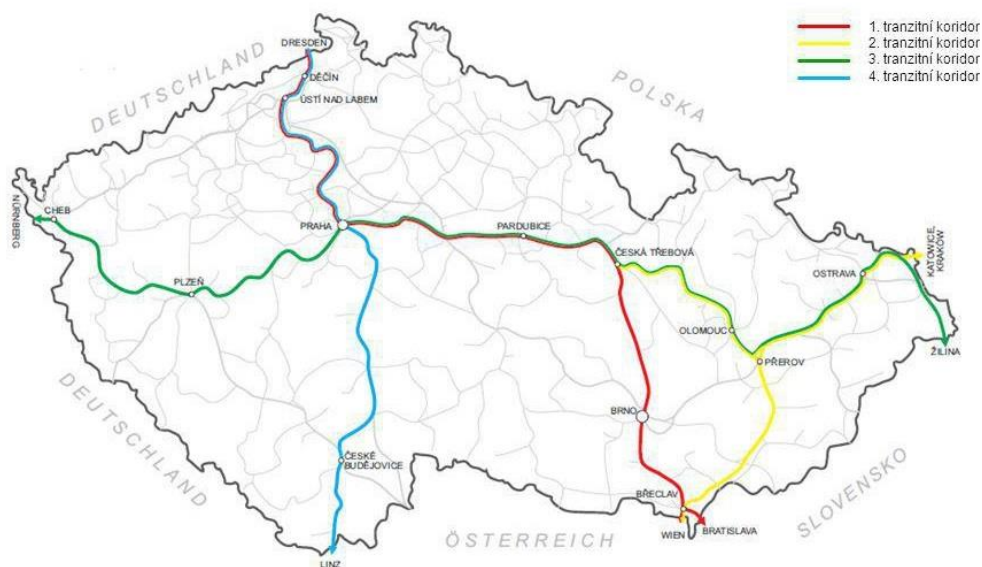 1. tranzitní koridor
2. tranzitní koridor
3. tranzitní koridor
4. tranzitní koridor
DEUTSCHLAND
DRESDEN
DĚČÍN
ÚSTÍ NAD LABEM
POLSKA
NÜRNBERG
CHEB
PRAHA
PARDUBICE
ČESKÁ TŘEBOVÁ
KATOWICE,
KRAKÓW
OSTRAVA
PLZEŇ
OLOMOUC
PŘEROV
ŽILINA
DEUTSCHLAND
BRNO
ČESKÉ
BUDĚJOVICE
SLOVENSKO
BŘECLAV
WIEN
BRATISLAVA
ÖSTERREICH
LINZ